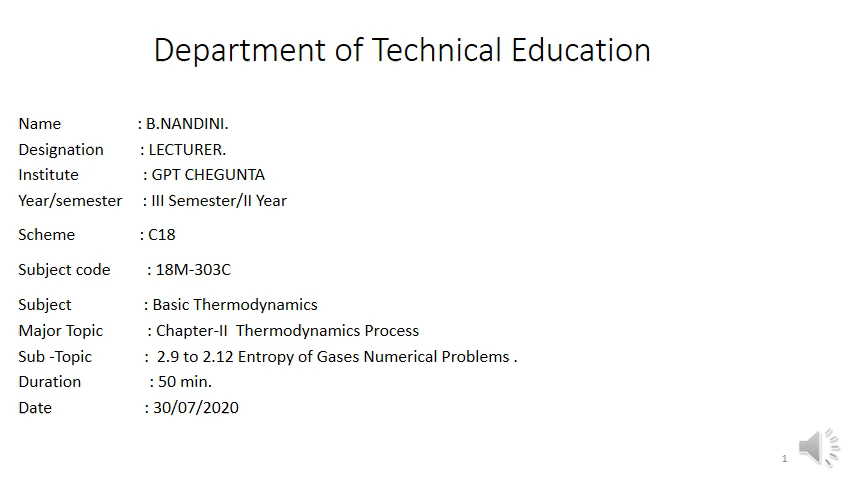 Department of Technical Education
Name : B.NANDINI.
Designation : LECTURER.
Institute : GPT CHEGUNTA
Year/semester : III Semester/II Year
Scheme : C18
Subject code : 18M-303C
Subject : Basic Thermodynamics
Major Topic : Chapter-II Thermodynamics Process
Sub -Topic : 2.9 to 2.12 Entropy of Gases Numerical Problems .
Duration : 50 min.
Date : 30/07/2020
1